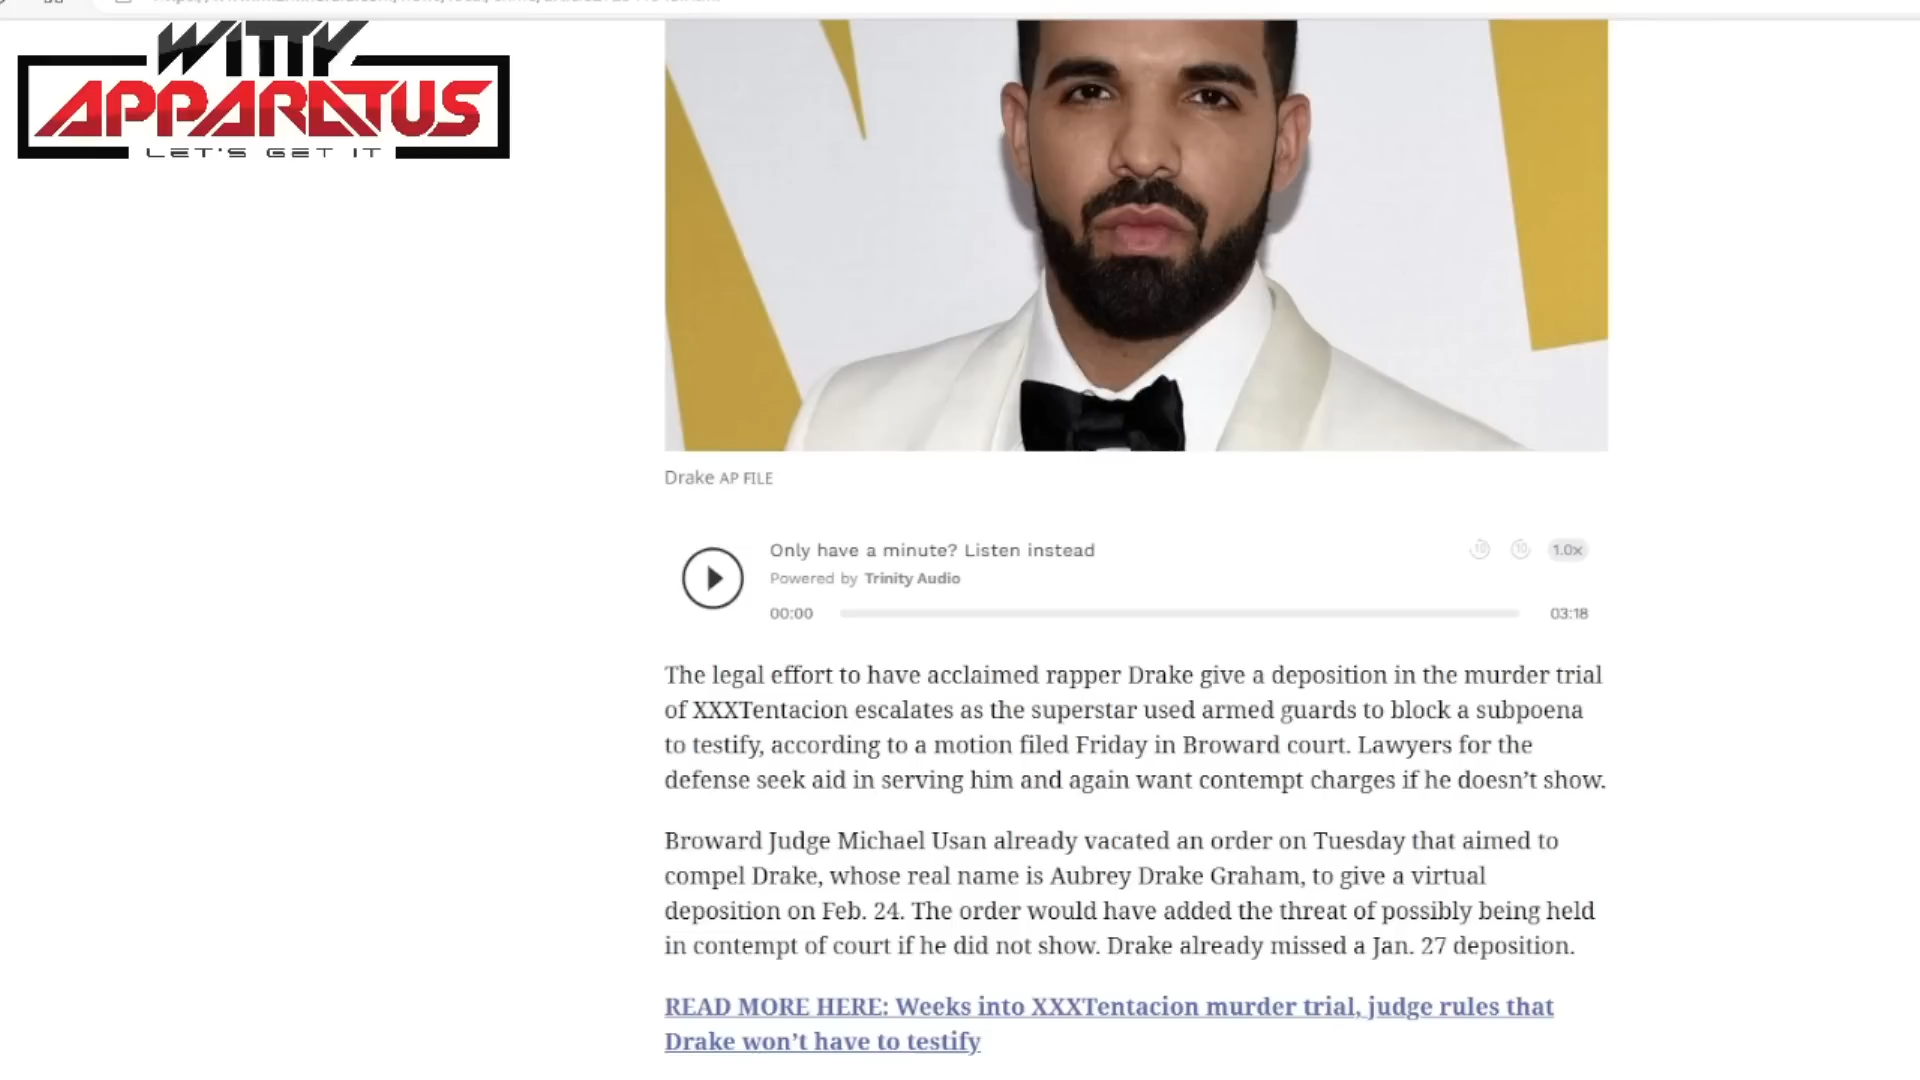 WITTY
APPARATUS
LET'S GET IT
Drake AP FILE
Only have a minute? Listen instead
10 10 1.0x
Powered by Trinity Audio
00:00 03:18
The legal effort to have acclaimed rapper Drake give a deposition in the murder trial
of XXXTentacion escalates as the superstar used armed guards to block a subpoena
to testify, according to a motion filed Friday in Broward court. Lawyers for the
defense seek aid in serving him and again want contempt charges if he doesn’t show.
Broward Judge Michael Usan already vacated an order on Tuesday that aimed to
compel Drake, whose real name is Aubrey Drake Graham, to give a virtual
deposition on Feb. 24. The order would have added the threat of possibly being held
in contempt of court if he did not show. Drake already missed a Jan. 27 deposition.
READ MORE HERE: Weeks into XXXTentacion murder trial, judge rules that
Drake won’t have to testify